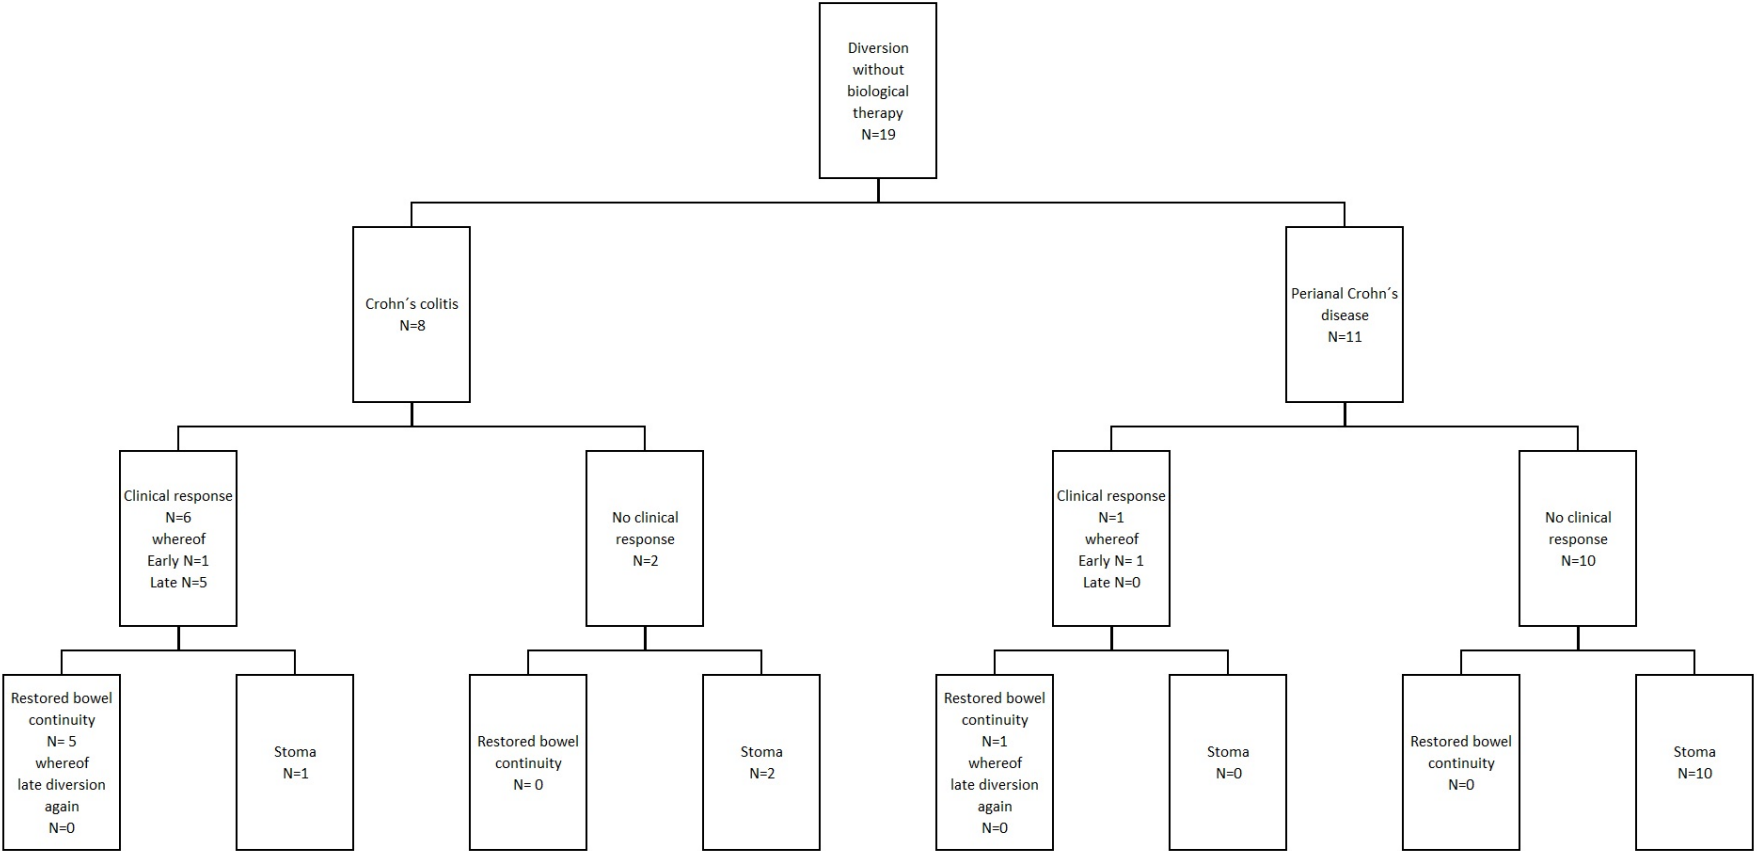 Diversion
without
biological
therapy
N=19
Crohn´s colitis
N=8
Perianal Crohn´s
disease
N=11
Clinical response
N=6
whereof
Early N=1
Late N=5
No clinical
response
N=2
Clinical response
N=1
whereof
Early N= 1
Late N=0
No clinical
response
N=10
Restored bowel
continuity
N= 5
whereof
late diversion
again
N=0
Stoma
N=1
Restored bowel
continuity
N= 0
Stoma
N=2
Restored bowel
continuity
N=1
whereof
late diversion
again
N=0
Stoma
N=0
Restored bowel
continuity
N=0
Stoma
N=10